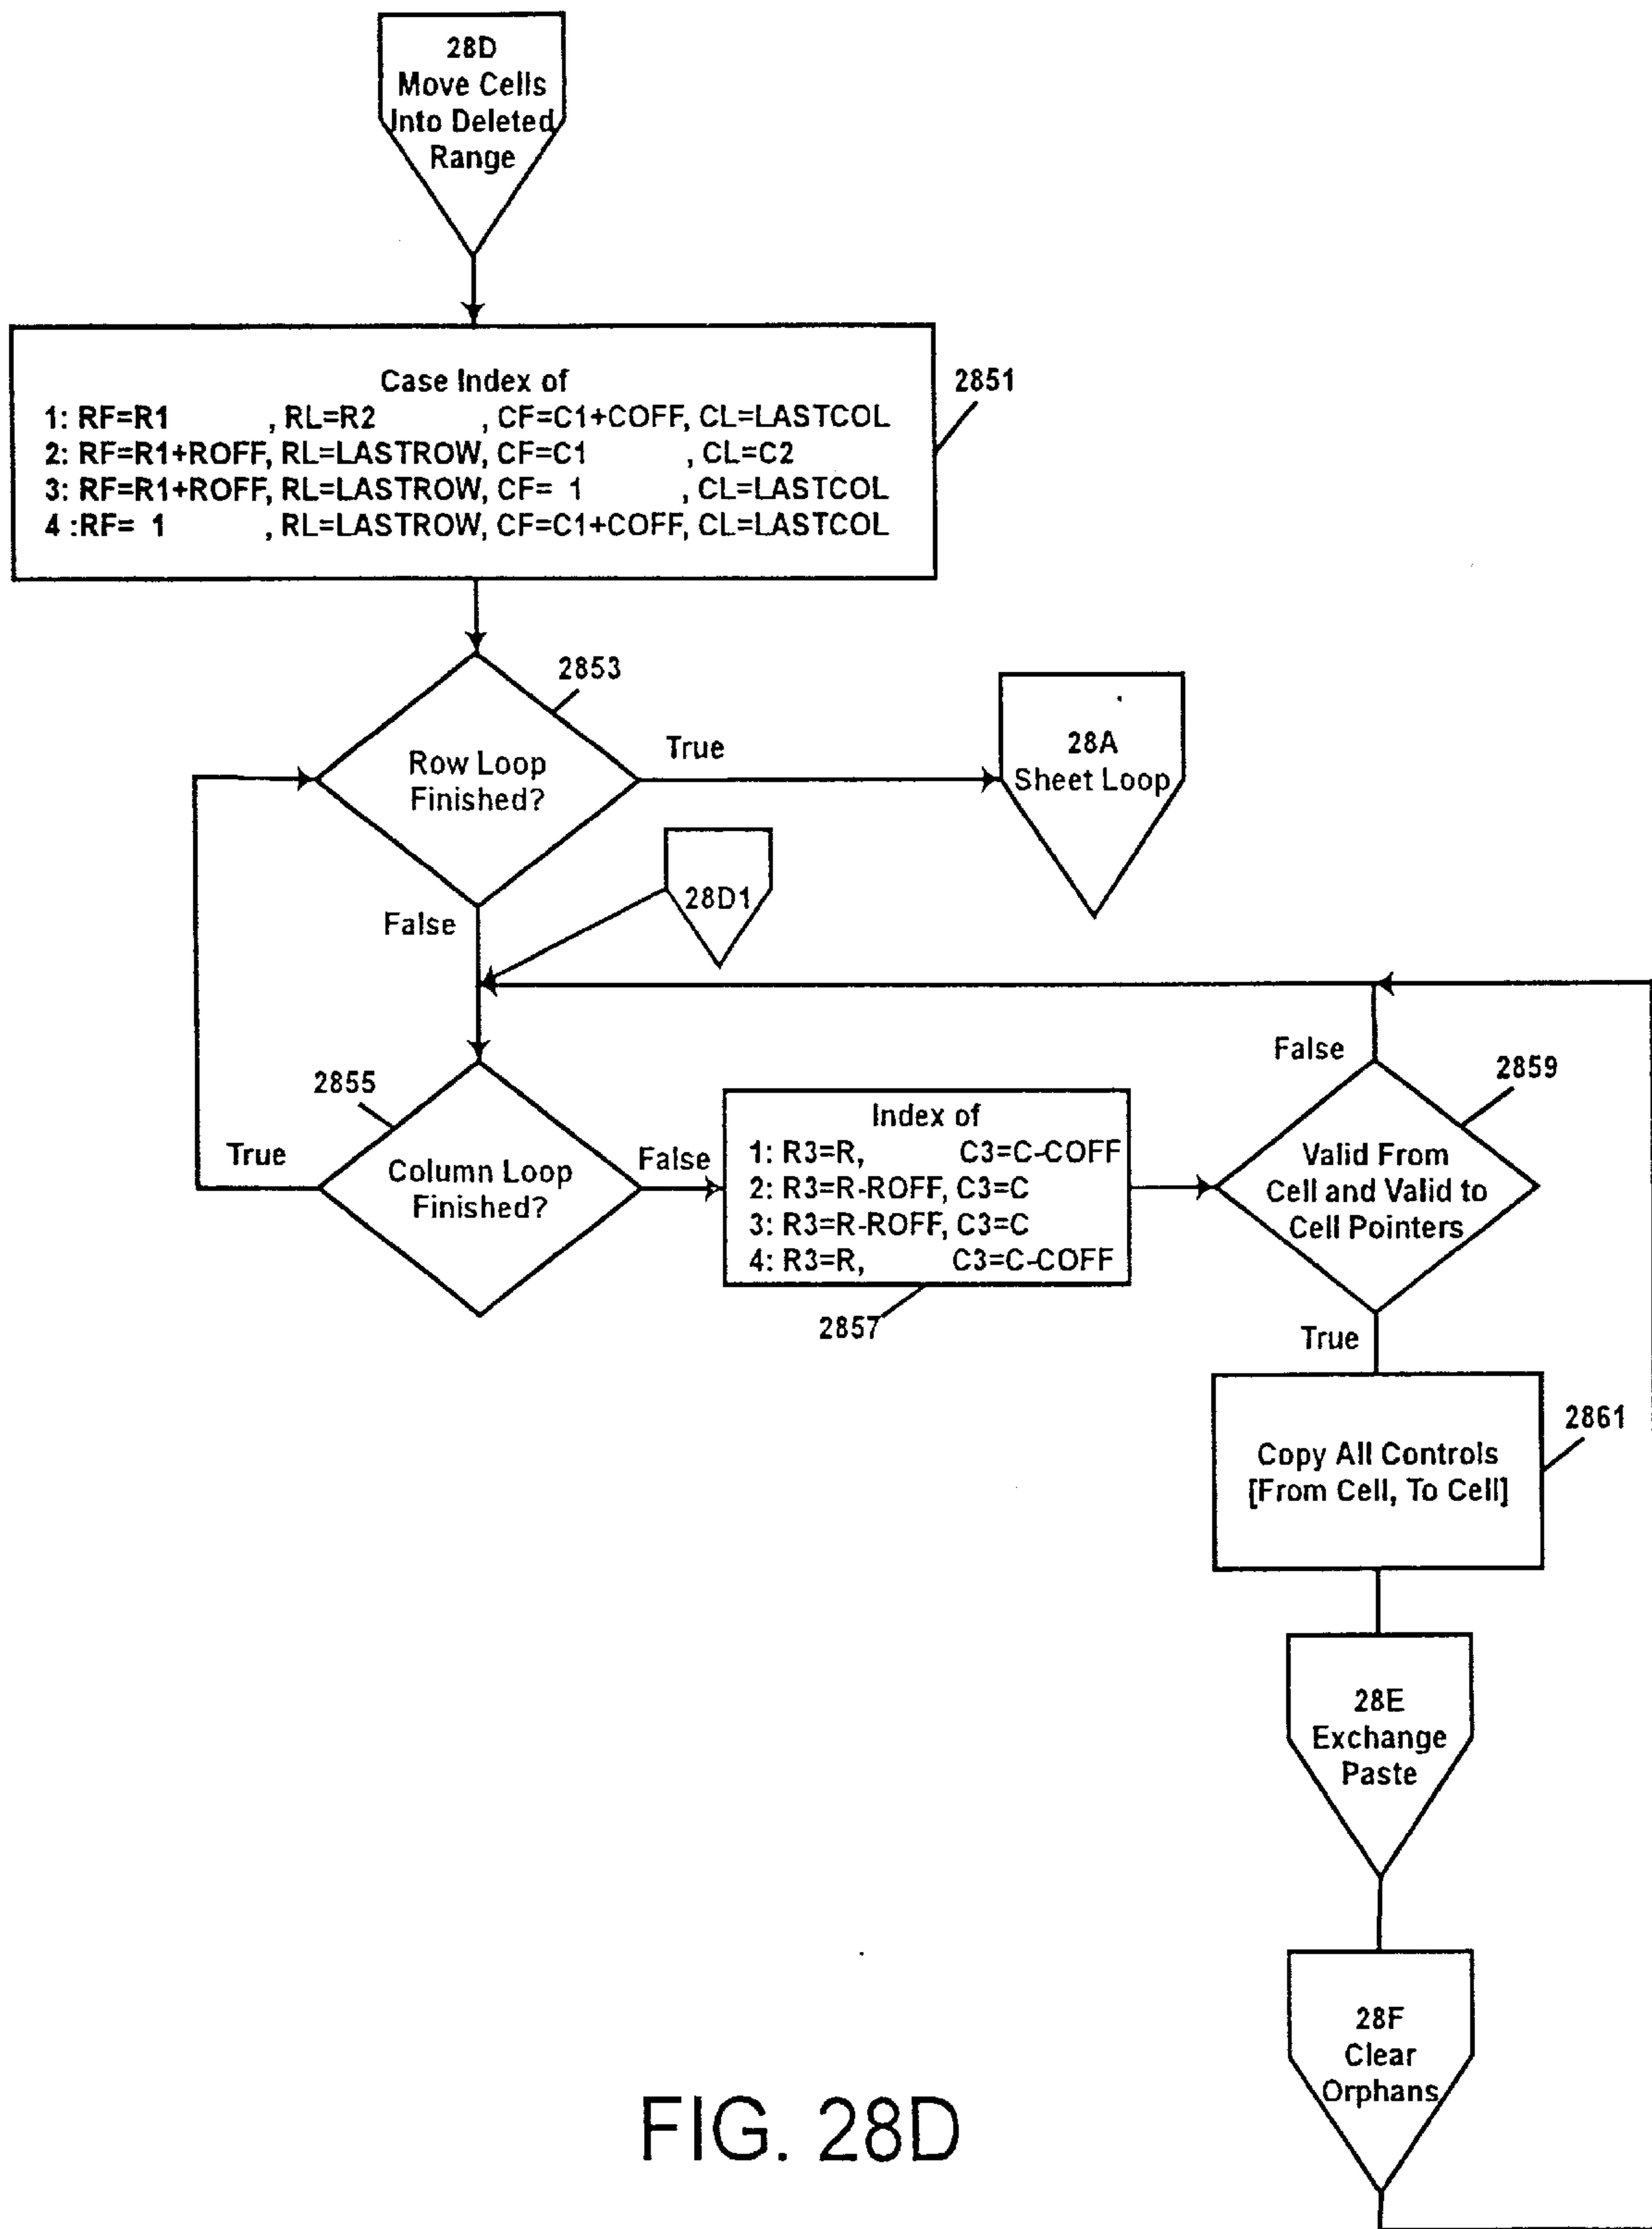 28D
Move Cells
Into Deleted
Range
Case Index of
1: RF=R1 , RL=R2 , CF=C1+COFF, CL=LASTCOL
2: RF=R1+ROFF, RL=LASTROW, CF=C1 , CL=C2
3: RF=R1+ROFF, RL=LASTROW, CF= 1 , CL=LASTCOL
4 :RF= 1 , RL=LASTROW, CF=C1+COFF, CL=LASTCOL
2851
2853
Row Loop
Finished?
True
28A
Sheet Loop
False
28D1
2855
True
Column Loop
Finished?
False
Index of
1: R3=R, C3=C-COFF
2: R3=R-ROFF, C3=C
3: R3=R-ROFF, C3=C
4: R3=R, C3=C-COFF
2857
False
2859
Valid From
Cell and Valid to
Cell Pointers
True
2861
Copy All Controls
[From Cell, To Cell]
28E
Exchange
Paste
28F
Clear
Orphans
FIG. 28D